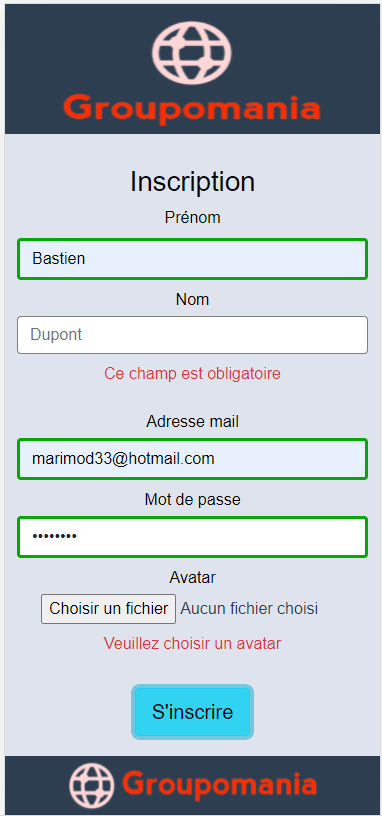 Groupomania
Inscription
Prénom
Bastien
Nom
Dupont
Ce champ est obligatoire
Adresse mail
marimod33@hotmail.com
Mot de passe
••••••••
Avatar
Choisir un fichier Aucun fichier choisi
Veuillez choisir un avatar
S'inscrire
Groupomania